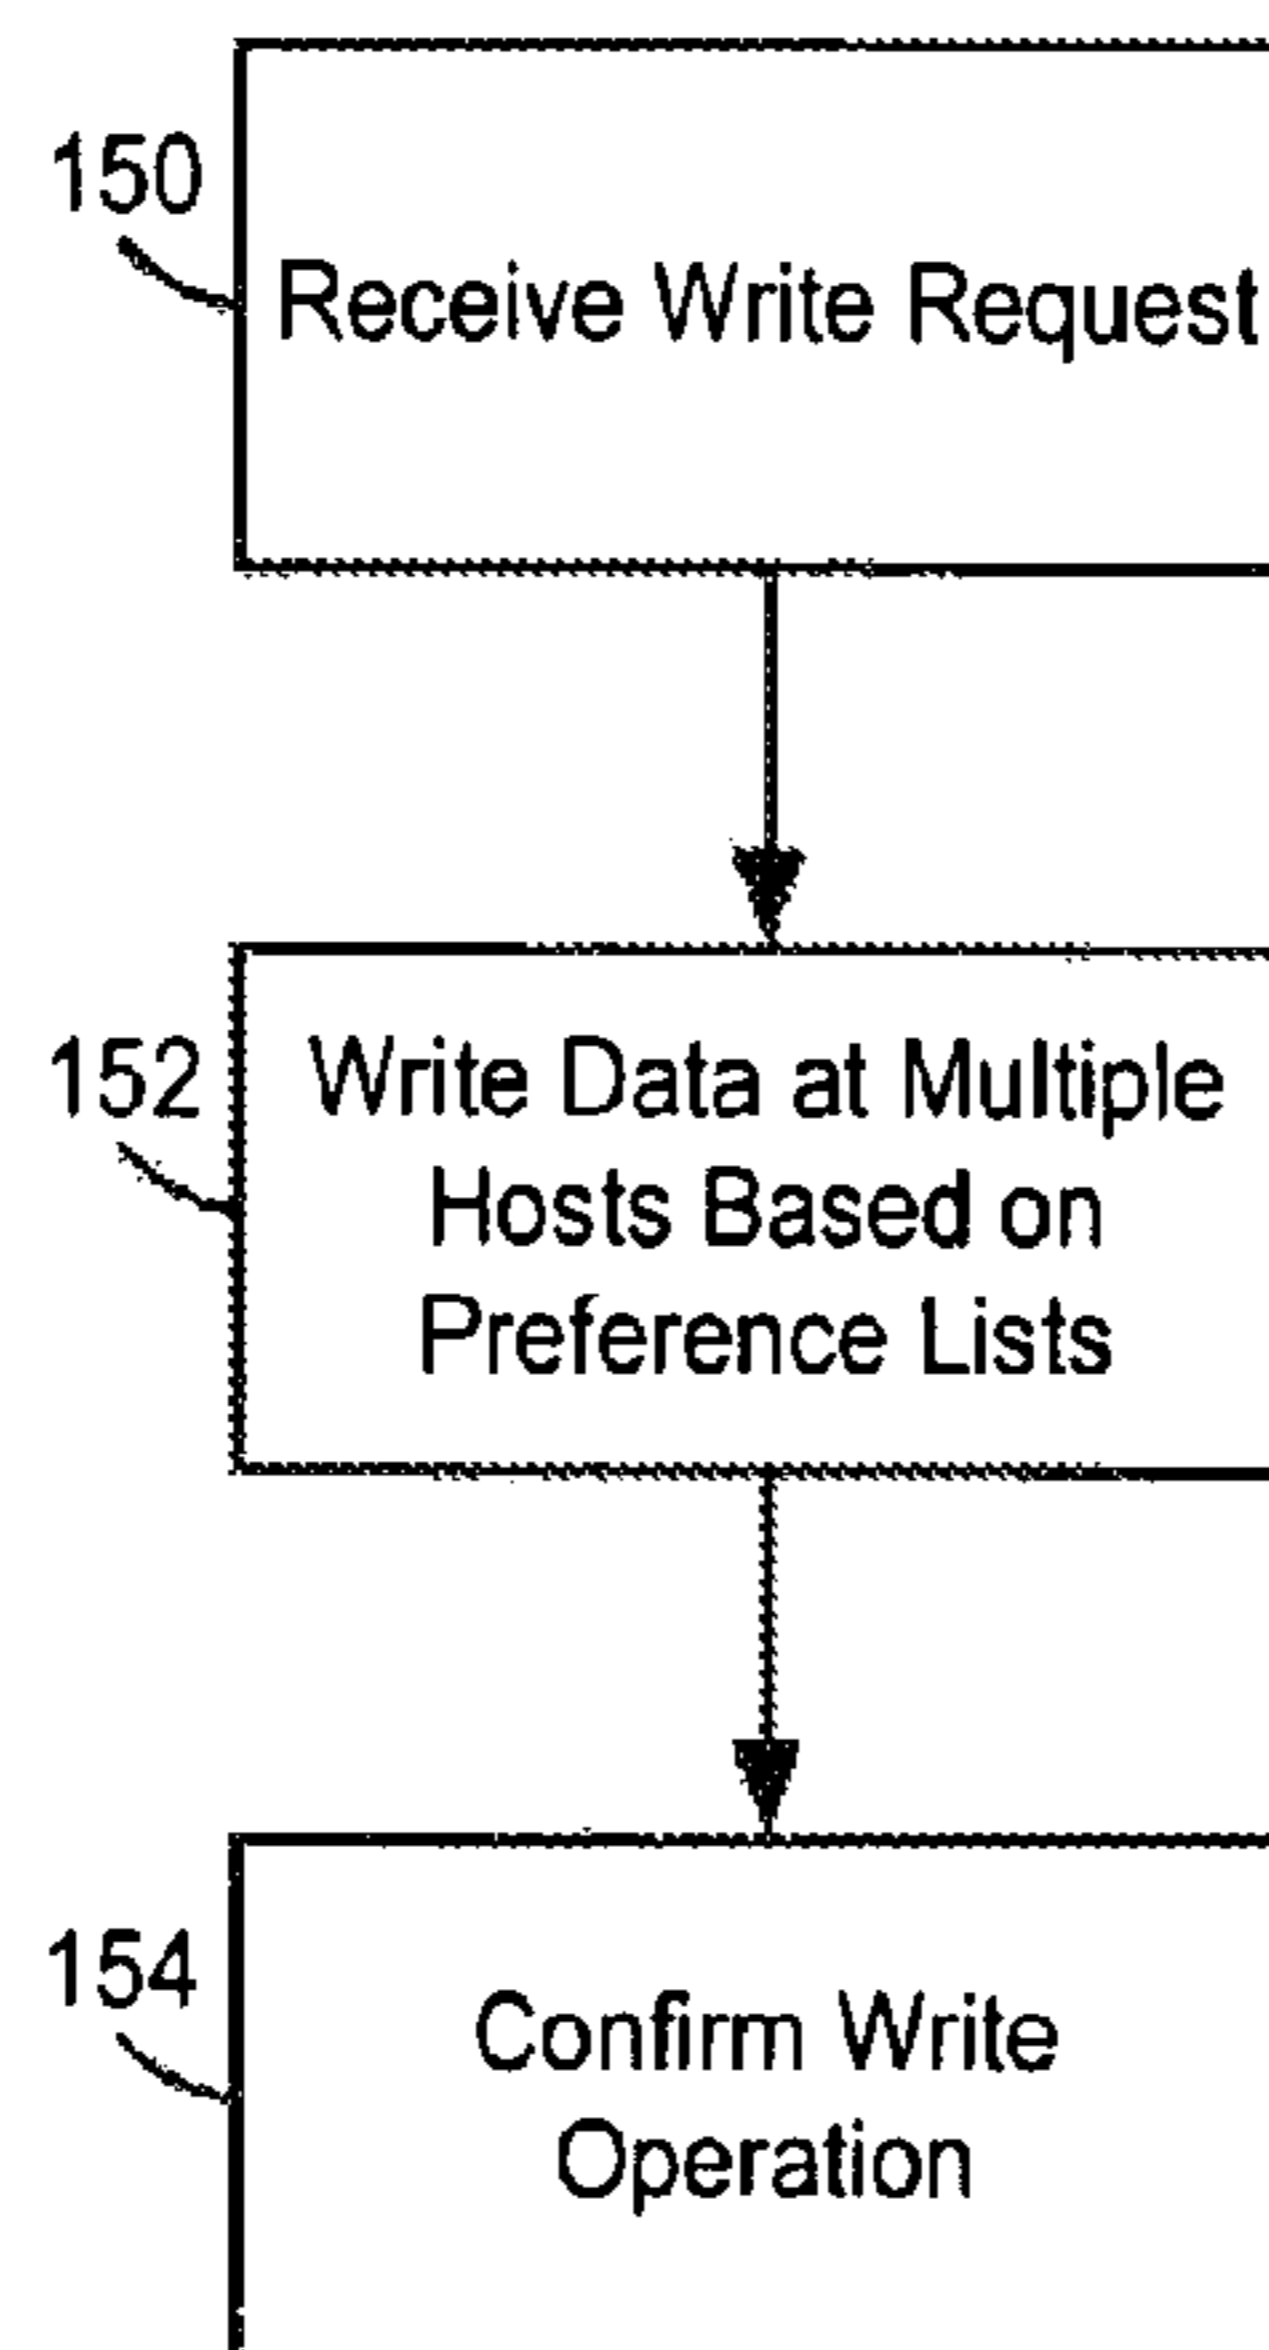 150
Receive Write Request
152
Write Data at Multiple
Hosts Based on
Preference Lists
154
Confirm Write
Operation